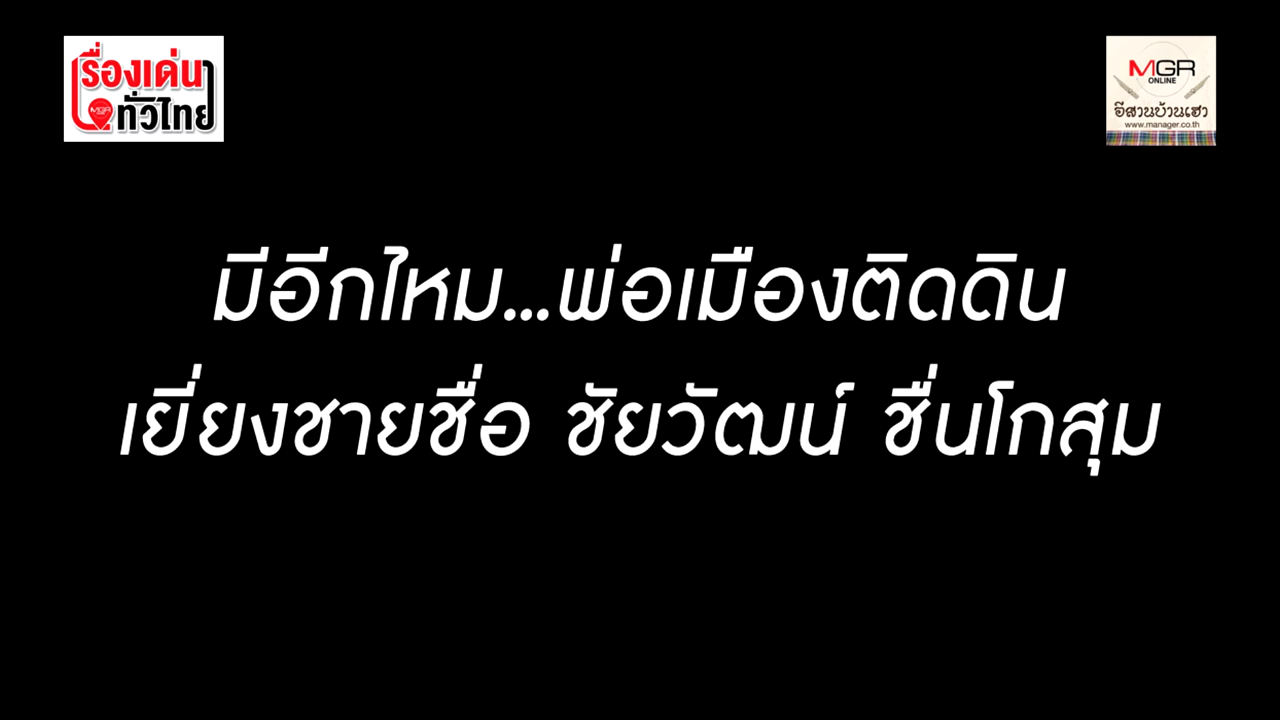 เรื่องเด่น
MGR
ทั่วไทย
MGR
ONLINE
อีสานบ้านเฮา
www.manager.co.th
มีอีกไหม...พ่อเมืองติดดิน
เยี่ยงชายชื่อ ชัยวัฒน์ ชื่นโกสุม